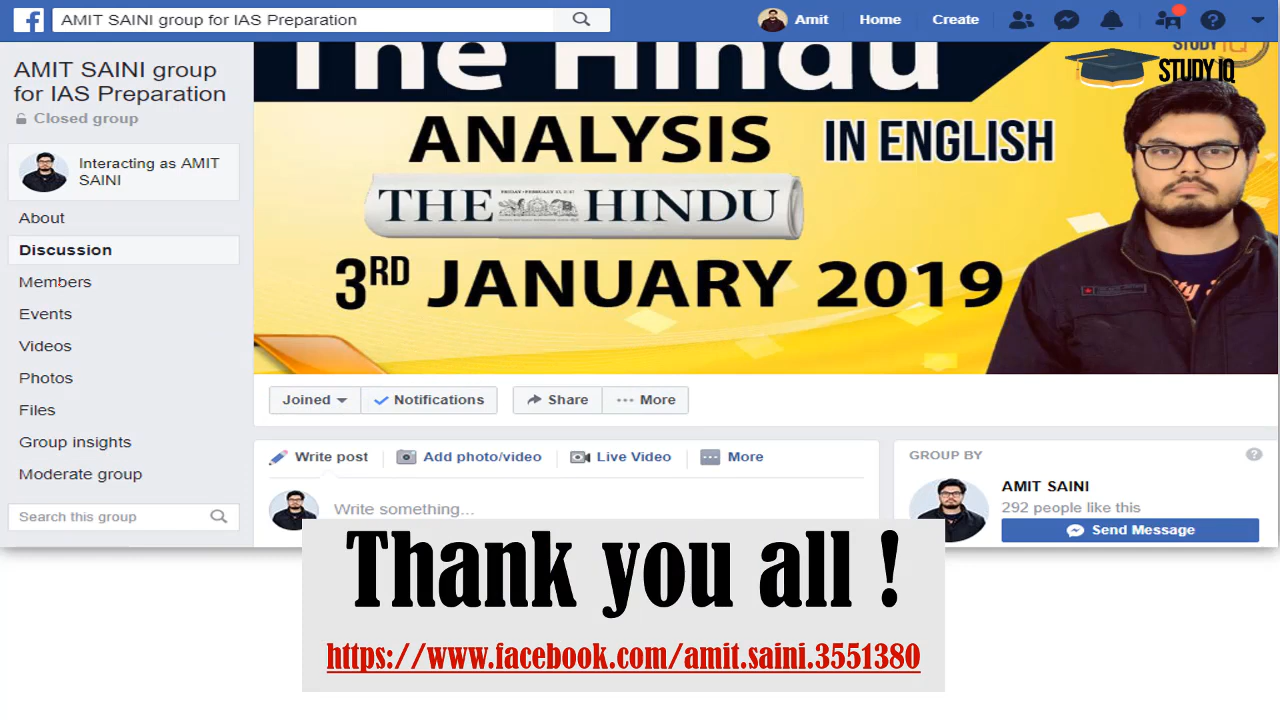 AMIT SAINI group for IAS Preparation
Amit
Home
Create
AMIT SAINI group
for IAS Preparation
Closed group
Interacting as AMIT
SAINI
About
Discussion
Members
Events
Videos
Photos
Files
Group insights
Moderate group
Search this group
The Hindu
STUDY IQ
STUDY IQ
ANALYSIS
IN ENGLISH
THE HINDU
3RD JANUARY 2019
Joined
Notifications
Share
More
Write post
Add photo/video
Live Video
More
Write something...
GROUP BY
AMIT SAINI
292 people like this
Send Message
Thank you all !
https://www.facebook.com/amit.saini.3551380